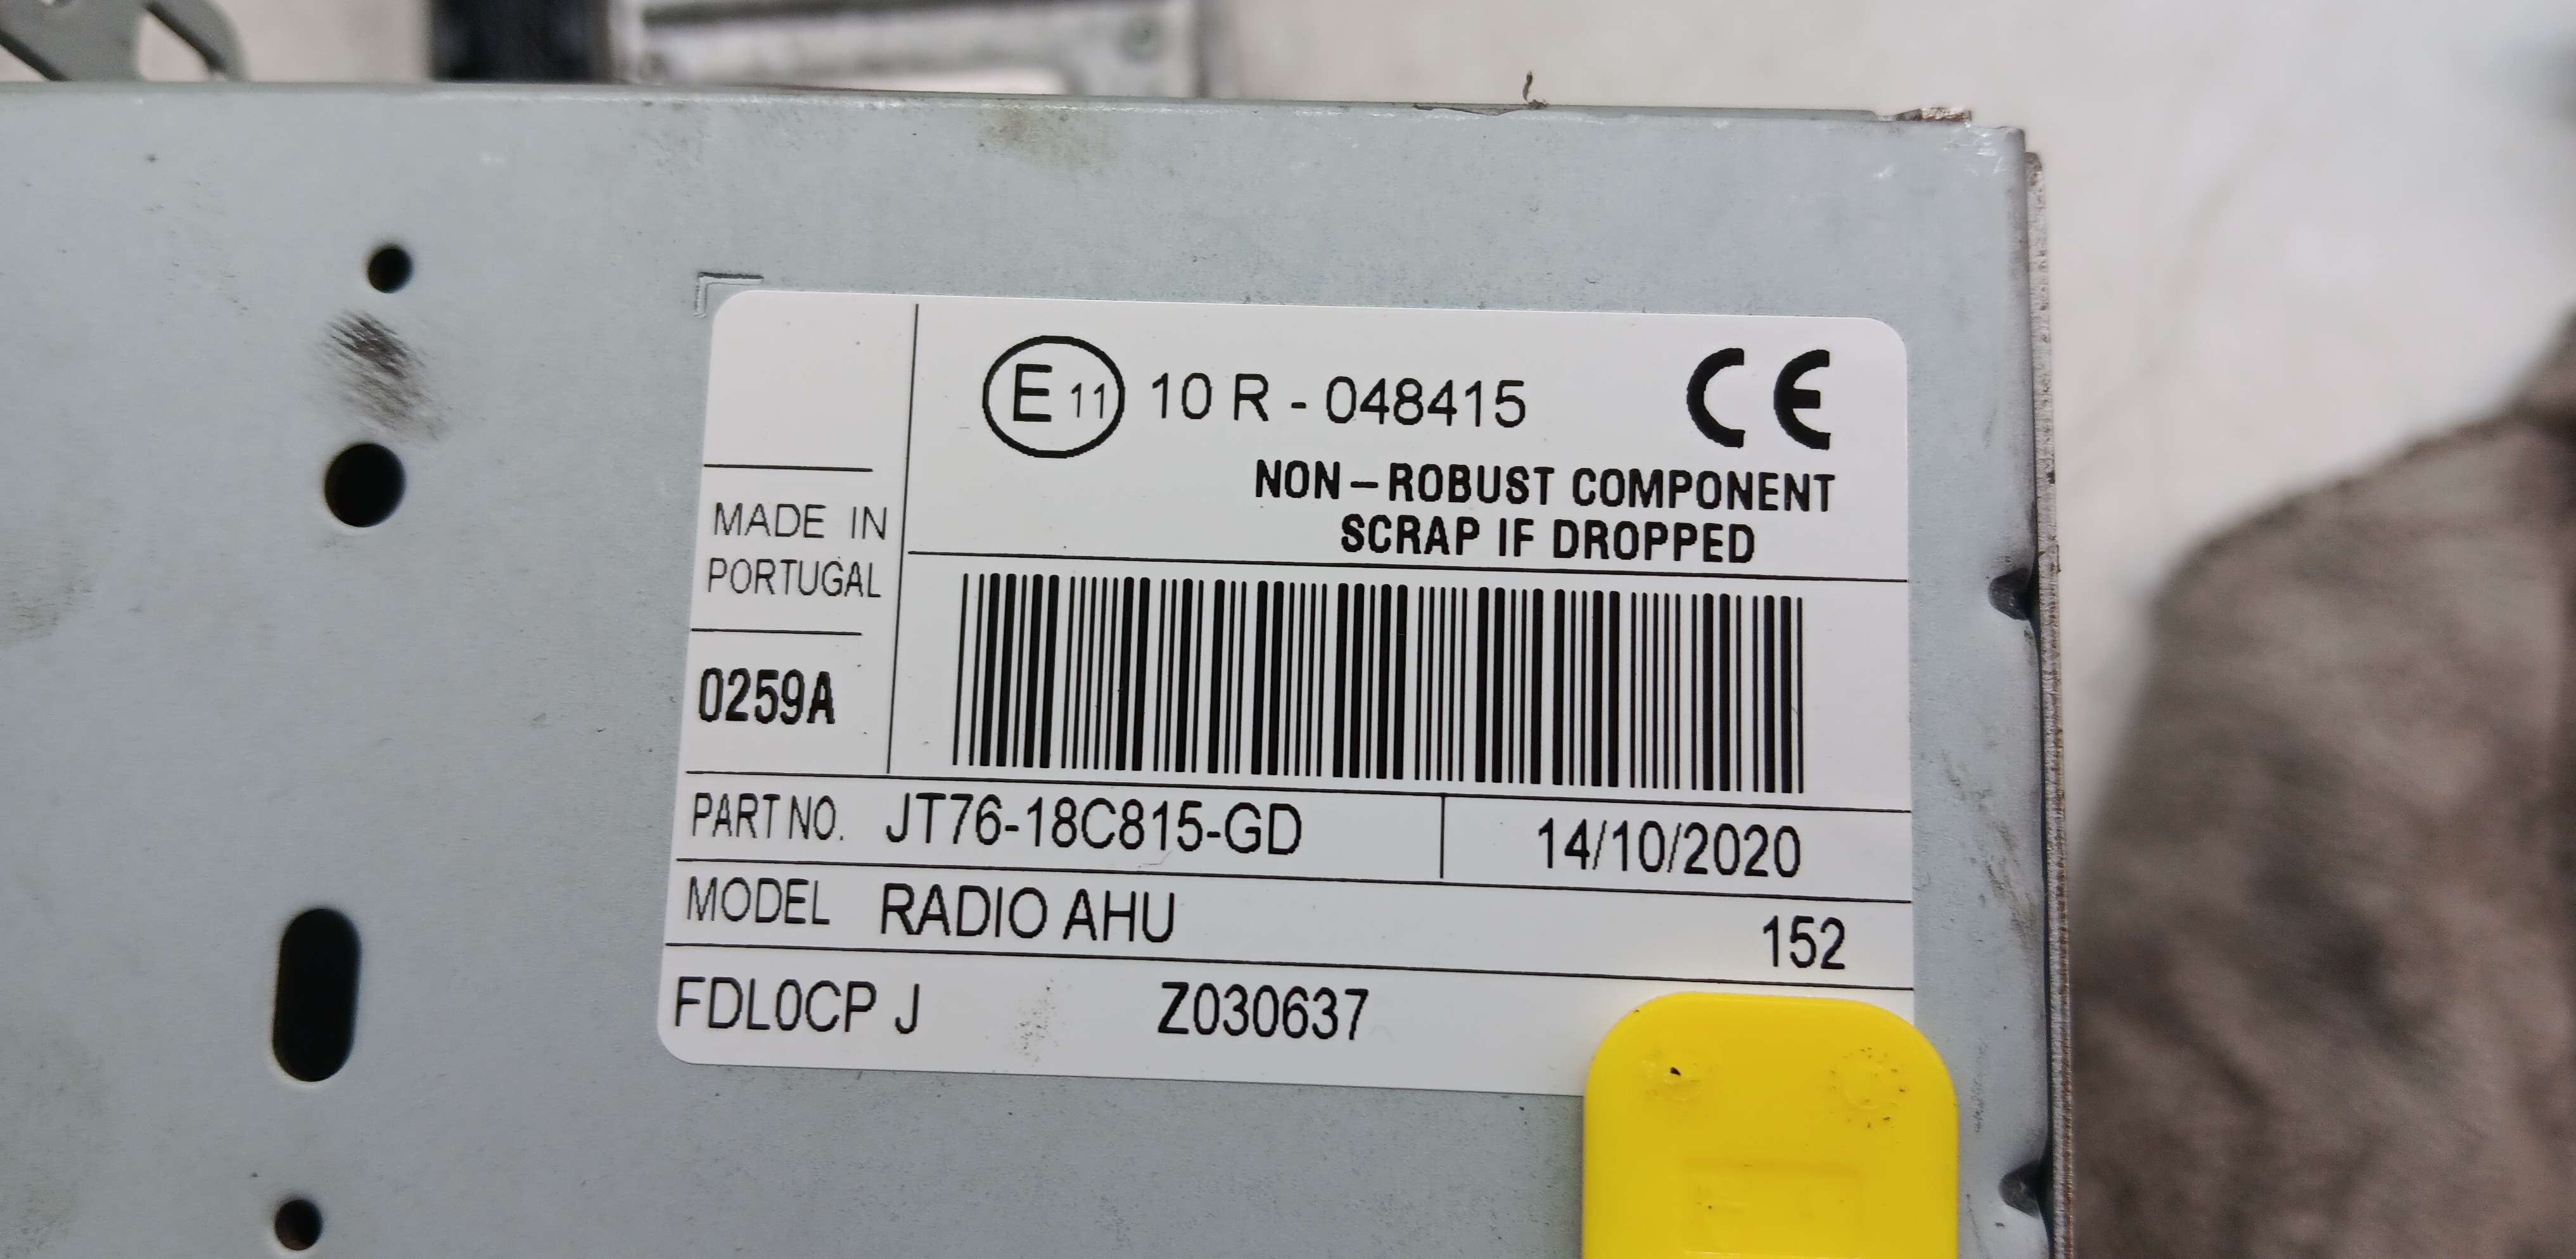 E 11 10 R - 048415 CE
NON-ROBUST COMPONENT
SCRAP IF DROPPED
MADE IN
PORTUGAL
0259A
PART NO. JT76-18C815-GD 14/10/2020
MODEL RADIO AHU 152
FDL0CP J Z030637